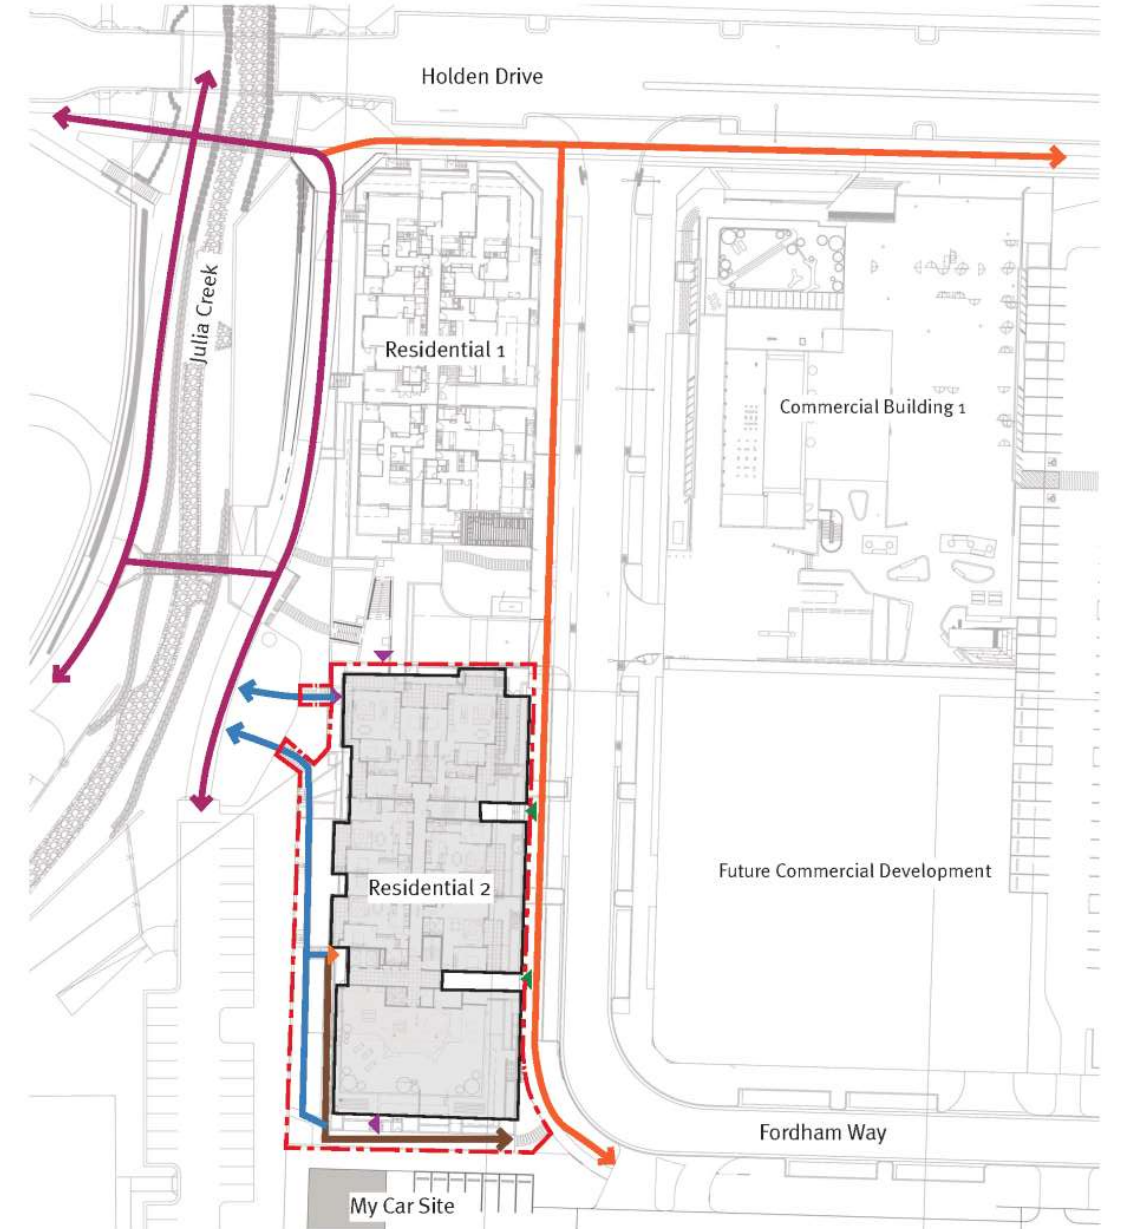 Holden Drive
Julia Creek
Residential 1
Commercial Building 1
Future Commercial Development
Residential 2
Fordham Way
My Car Site